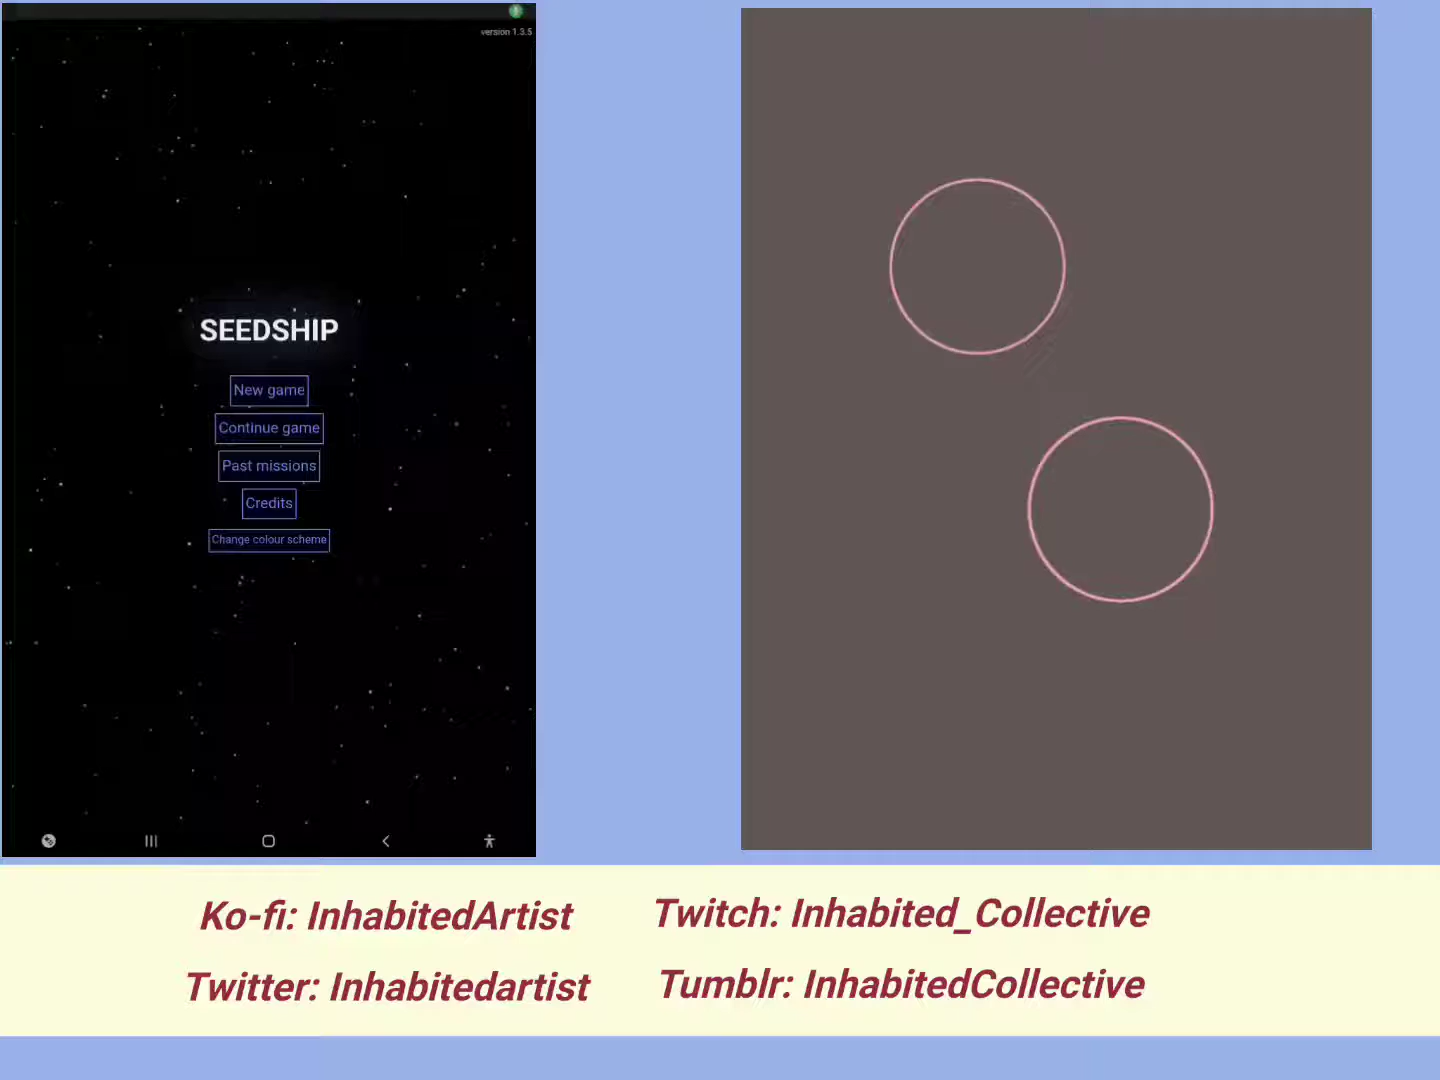 version 1.3.5
SEEDSHIP
New game
Continue game
Past missions
Credits
Change colour scheme
Ko-fi: InhabitedArtist
Twitch: Inhabited_Collective
Twitter: Inhabitedartist
Tumblr: InhabitedCollective